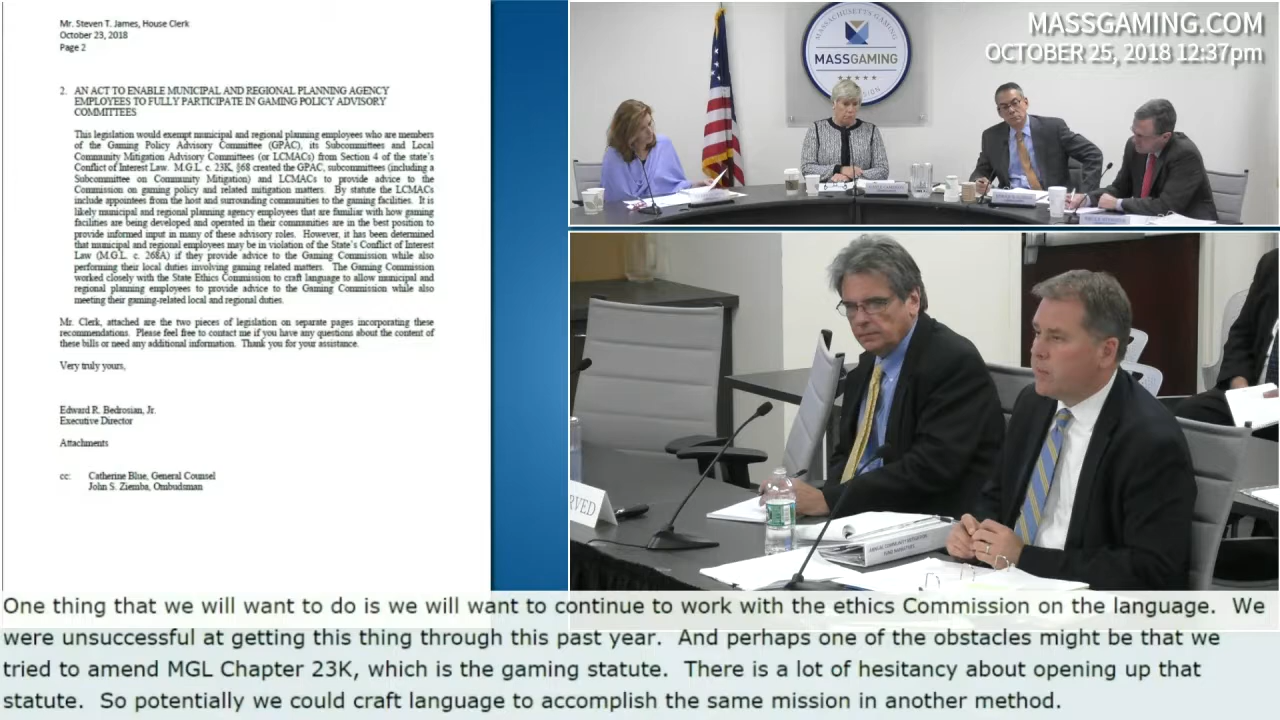 Mr. Steven T. James, House Clerk
October 23, 2018
Page 2
2. AN ACT TO ENABLE MUNICIPAL AND REGIONAL PLANNING AGENCY
EMPLOYEES TO FULLY PARTICIPATE IN GAMING POLICY ADVISORY
COMMITTEES
This legislation would exempt municipal and regional planning employees who are members
of the Gaming Policy Advisory Committee (GPAC), its Subcommittees and Local
Community Mitigation Advisory Committees (or LCMACs) from Section 4 of the state's
Conflict of Interest Law. M.G.L. c. 23K, §68 created the GPAC, subcommittees (including a
Subcommittee on Community Mitigation) and LCMACs to provide advice to the
Commission on gaming policy and related mitigation matters. By statute the LCMACs
include appointees from the host and surrounding communities to the gaming facilities. It is
likely municipal and regional planning agency employees that are familiar with how gaming
facilities are being developed and operated in their communities are in the best position to
provide informed input in many of these advisory roles. However, it has been determined
that municipal and regional employees may be in violation of the State's Conflict of Interest
Law (M.G.L. c. 268A) if they provide advice to the Gaming Commission while also
performing their local duties involving gaming related matters. The Gaming Commission
worked closely with the State Ethics Commission to craft language to allow municipal and
regional planning employees to provide advice to the Gaming Commission while also
meeting their gaming-related local and regional duties.
Mr. Clerk, attached are the two pieces of legislation on separate pages incorporating these
recommendations. Please feel free to contact me if you have any questions about the content of
these bills or need any additional information. Thank you for your assistance.
Very truly yours,
Edward R. Bedrosian, Jr.
Executive Director
Attachments
cc: Catherine Blue, General Counsel
John S. Ziemba, Ombudsman
MASSACHUSETTS GAMING
MASSGAMING
MASSGAMING.COM
OCTOBER 25, 2018 12:37pm
RVED
ANNUAL COMMUNITY MITIGATION
FUND
One thing that we will want to do is we will want to continue to work with the ethics Commission on the language. We
were unsuccessful at getting this thing through this past year. And perhaps one of the obstacles might be that we
tried to amend MGL Chapter 23K, which is the gaming statute. There is a lot of hesitancy about opening up that
statute. So potentially we could craft language to accomplish the same mission in another method.